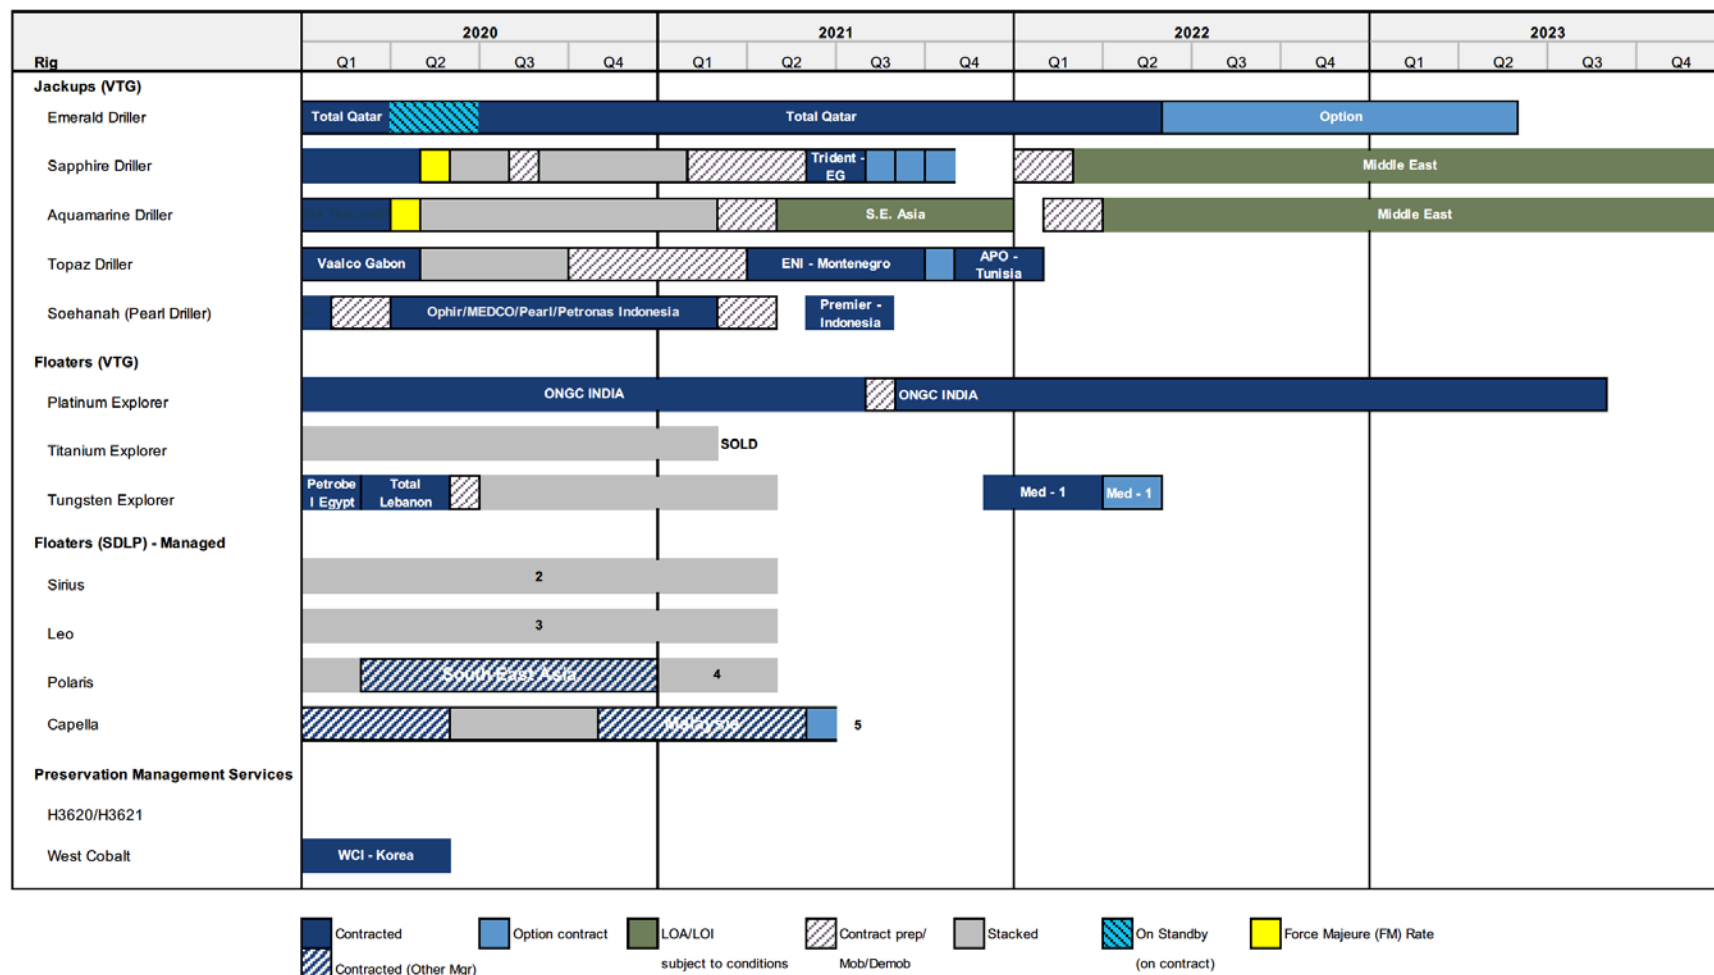 2020 2021 2022 2023
Rig Q1 Q2 Q3 Q4 Q1 Q2 Q3 Q4 Q1 Q2 Q3 Q4 Q1 Q2 Q3 Q4
Jackups (VTG)
Emerald Driller Total Qatar Total Qatar Option
Sapphire Driller Trident - EG Middle East
Aquamarine Driller S.E. Asia Middle East
Topaz Driller Vaalco Gabon ENI - Montenegro APO - Tunisia
Soehanah (Pearl Driller) Ophir/MEDCO/Pearl/Petronas Indonesia Premier - Indonesia
Floaters (VTG)
Platinum Explorer ONGC INDIA ONGC INDIA
Titanium Explorer SOLD
Tungsten Explorer Petrobe l Egypt Total Lebanon Med - 1 Med - 1
Floaters (SDLP) - Managed
Sirius 2
Leo 3
Polaris South East Asia 4
Capella Malaysia 5
Preservation Management Services
H3620/H3621
West Cobalt WCI - Korea
Contracted Option contract LOA/LOI Contract prep/ Stacked On Standby Force Majeure (FM) Rate
Contracted (Other Mgr) subject to conditions Mob/Demob (on contract)